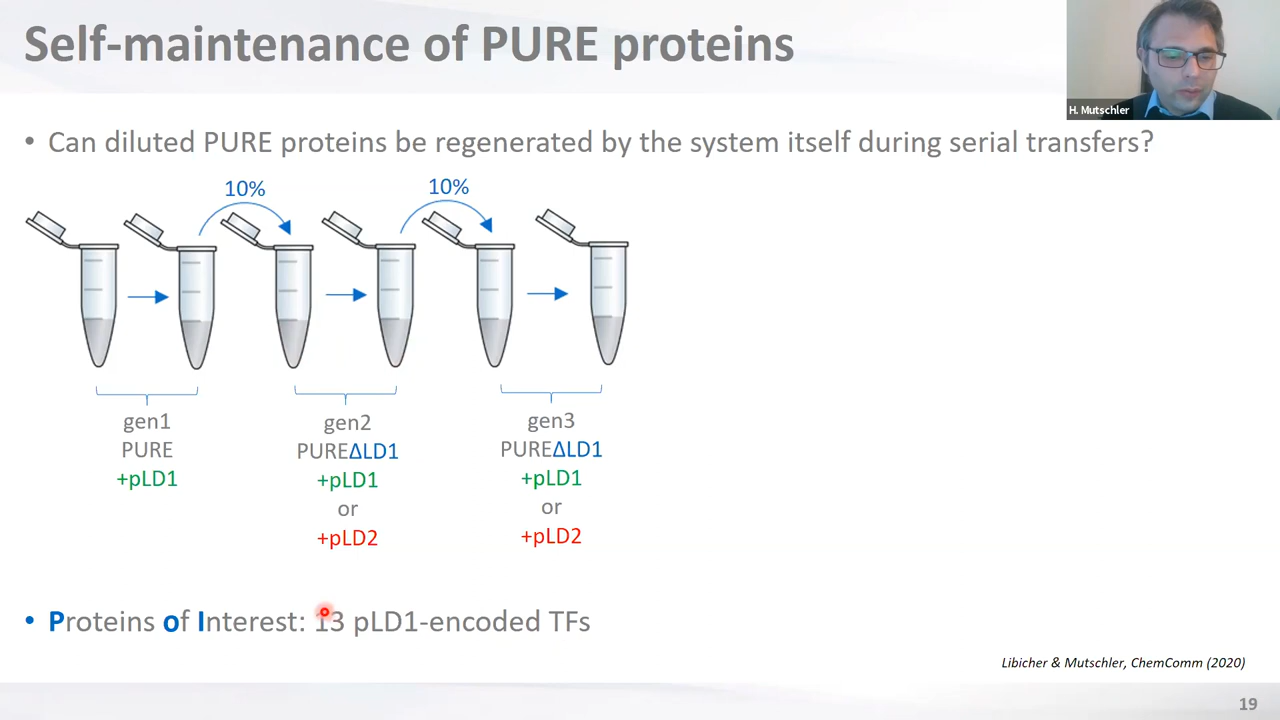 Self-maintenance of PURE proteins
H. Mutschler
• Can diluted PURE proteins be regenerated by the system itself during serial transfers?
10%
10%
gen1
PURE
+pLD1
gen2
PUREΔLD1
+pLD1
or
+pLD2
gen3
PUREΔLD1
+pLD1
or
+pLD2
• Proteins of Interest: 13 pLD1-encoded TFs
Libicher & Mutschler, ChemComm (2020)
19